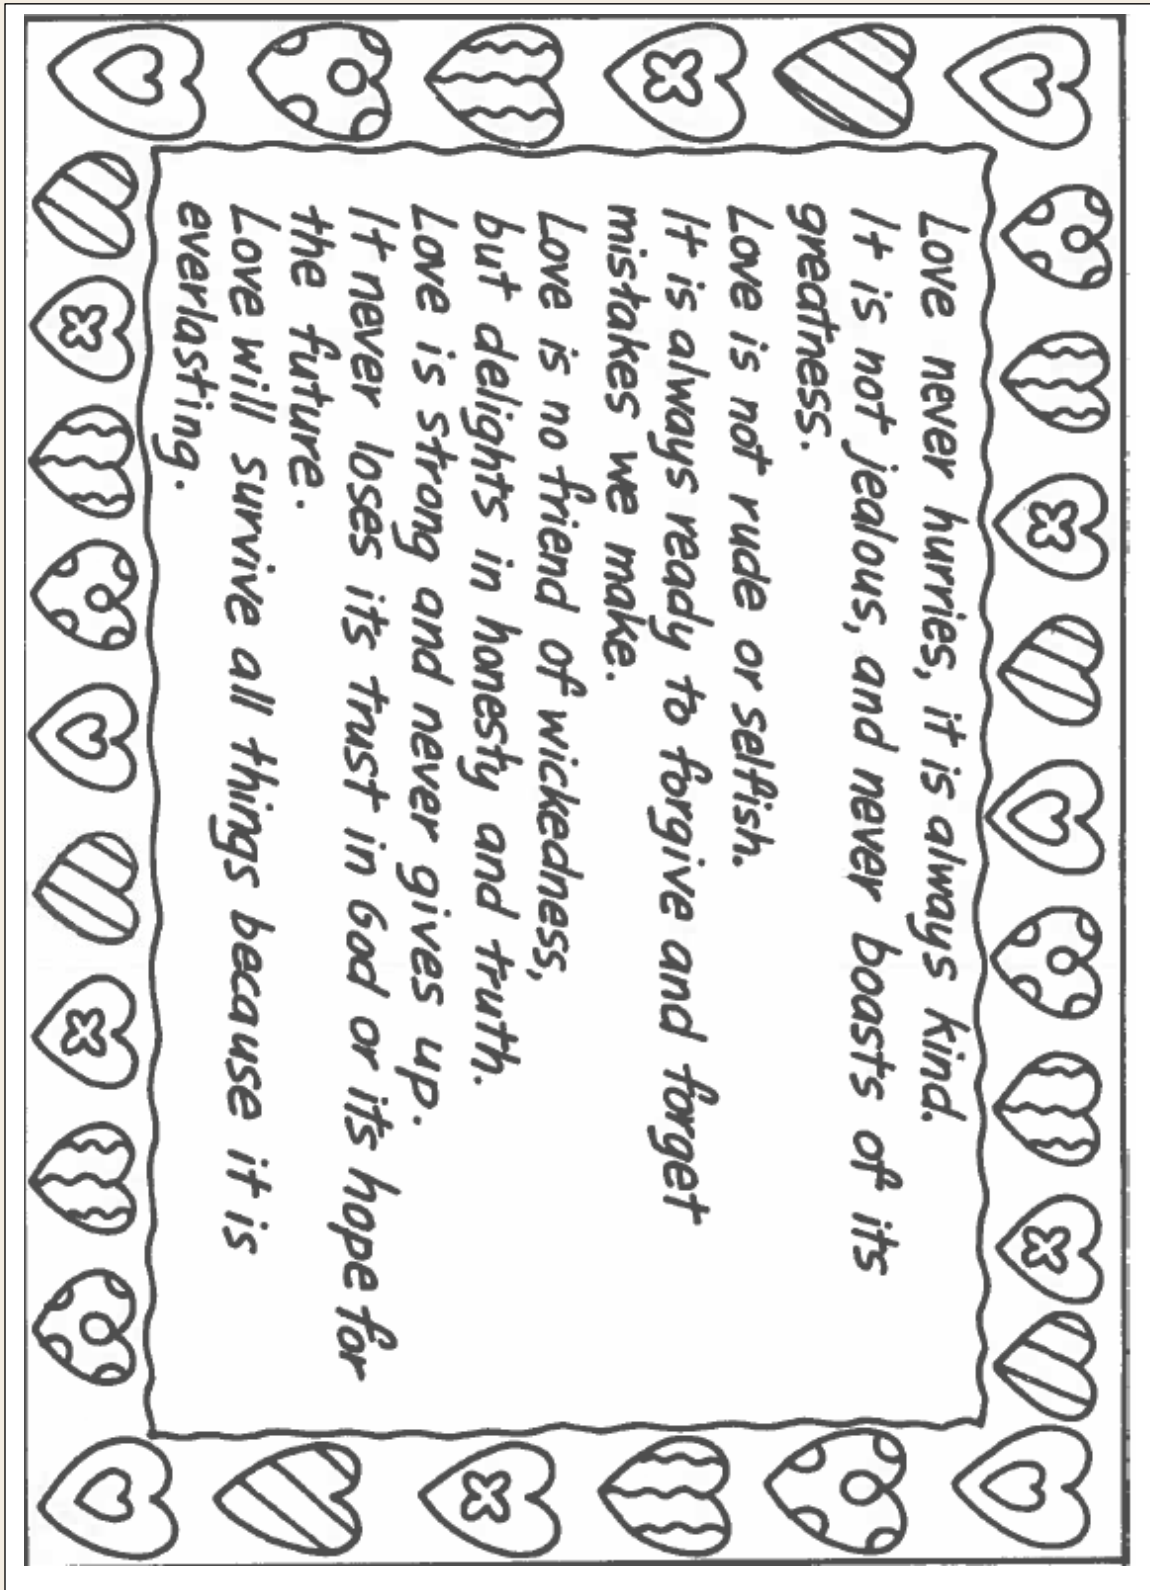 Love never hurries, it is always kind.
It is not jealous, and never boasts of its
greatness.
Love is not rude or selfish.
It is always ready to forgive and forget
mistakes we make.
Love is no friend of wickedness,
but delights in honesty and truth.
Love is strong and never gives up.
It never loses its trust in God or its hope for
the future.
Love will survive all things because it is
everlasting.